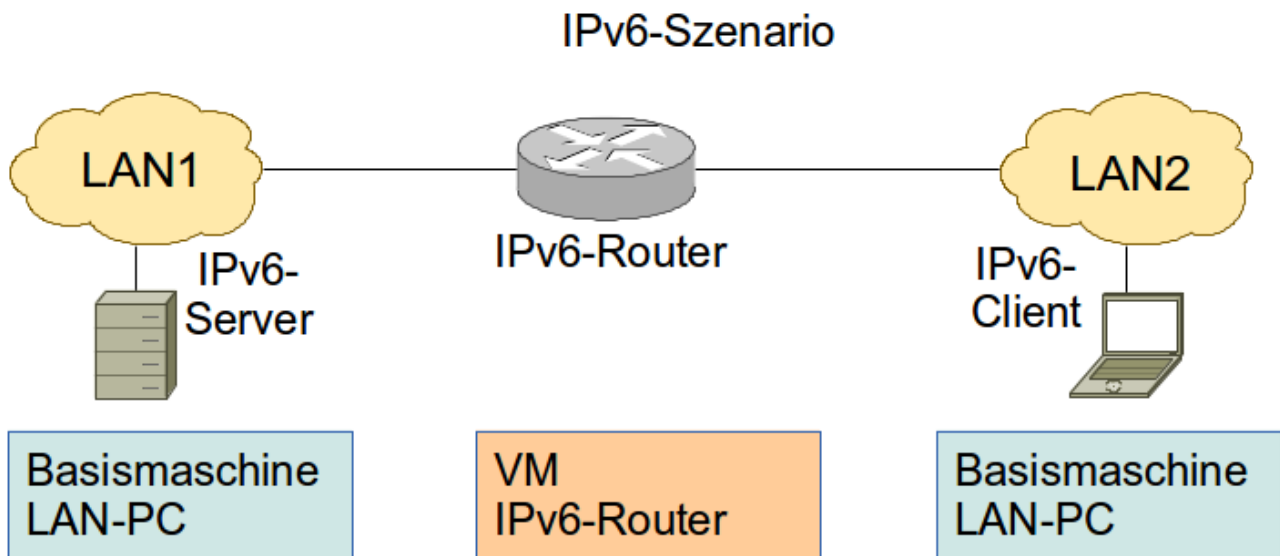 IPv6-Szenario
LAN1
LAN2
IPv6-Router
IPv6-
Server
IPv6-
Client
Basismaschine
LAN-PC
VM
IPv6-Router
Basismaschine
LAN-PC